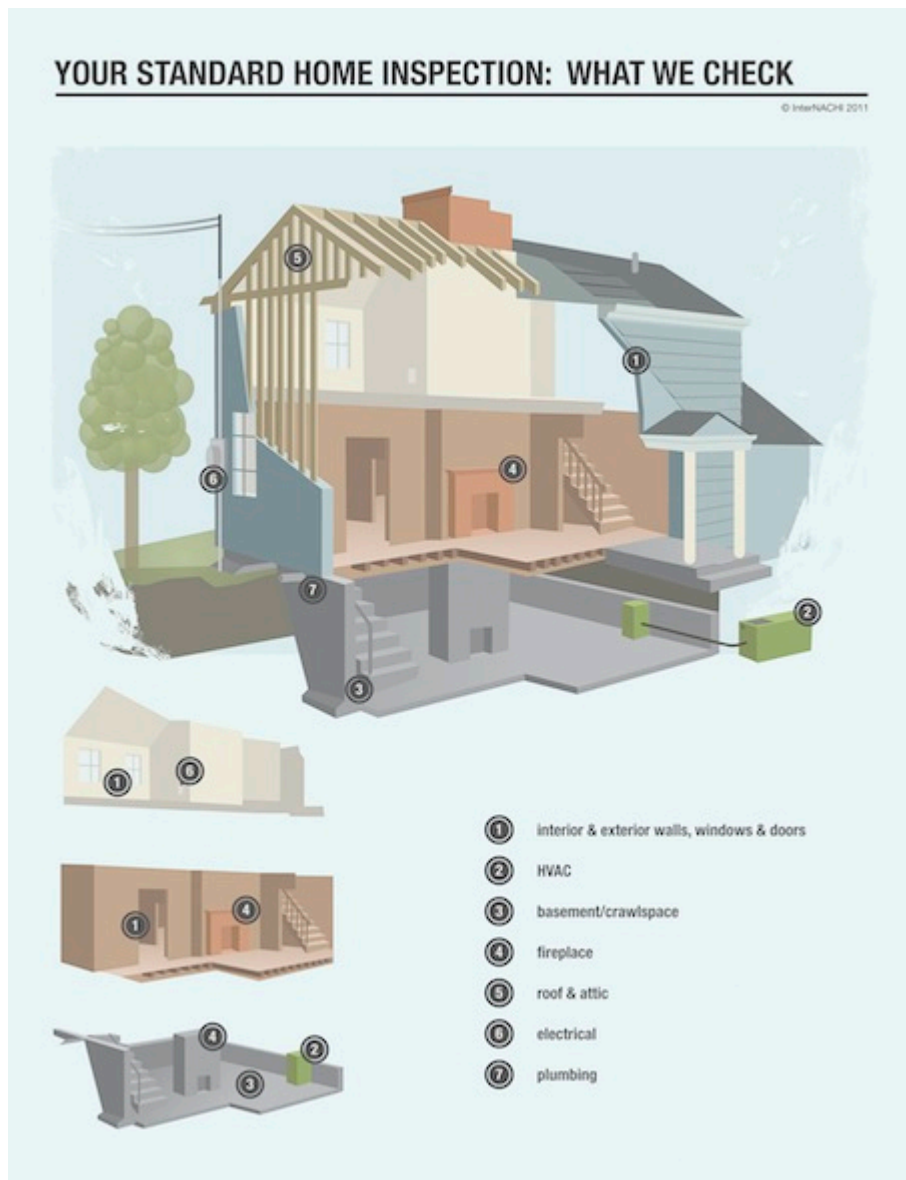 YOUR STANDARD HOME INSPECTION: WHAT WE CHECK
© InterNACHI 2011
5
1
4
6
7
2
3
1
6
1
4
4
2
3
1 interior & exterior walls, windows & doors
2 HVAC
3 basement/crawlspace
4 fireplace
5 roof & attic
6 electrical
7 plumbing